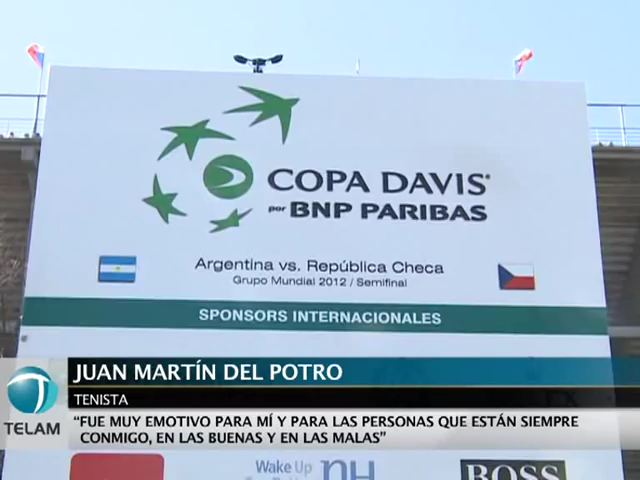 COPA DAVIS
por BNP PARIBAS
Argentina vs. República Checa
Grupo Mundial 2012 / Semifinal
SPONSORS INTERNACIONALES
JUAN MARTÍN DEL POTRO
TENISTA
TELAM
“FUE MUY EMOTIVO PARA MÍ Y PARA LAS PERSONAS QUE ESTÁN SIEMPRE
CONMIGO, EN LAS BUENAS Y EN LAS MALAS”
Wake Up
nh
BOSS